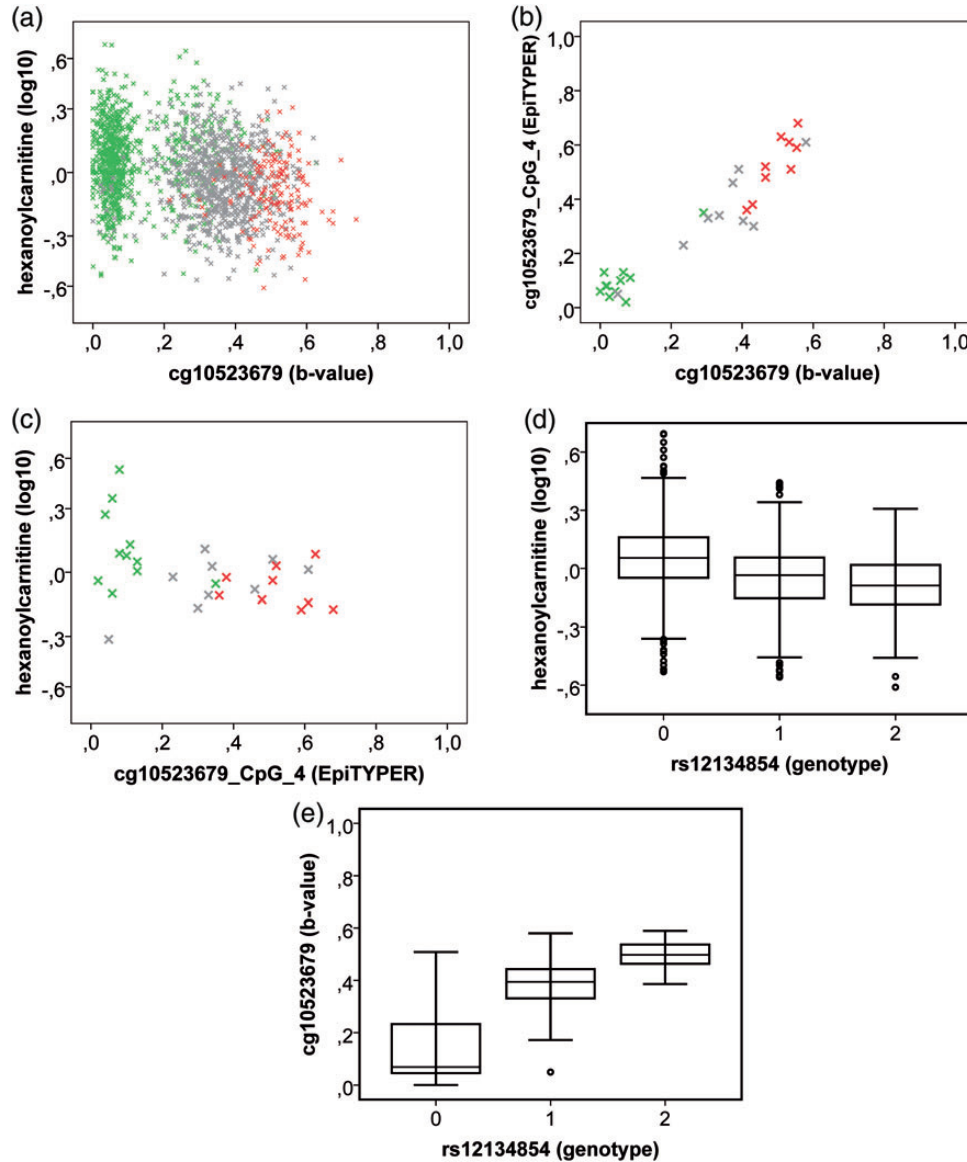 (a)
hexanoylcarnitine (log10)
,6
,3
,0
-,3
-,6
,0 ,2 ,4 ,6 ,8 1,0
cg10523679 (b-value)
(b)
cg10523679_CpG_4 (EpiTYPER)
1,0
,8
,6
,4
,2
,0
,0 ,2 ,4 ,6 ,8 1,0
cg10523679 (b-value)
(c)
hexanoylcarnitine (log10)
,6
,3
,0
-,3
-,6
,0 ,2 ,4 ,6 ,8 1,0
cg10523679_CpG_4 (EpiTYPER)
(d)
hexanoylcarnitine (log10)
,6
,3
,0
-,3
-,6
0 1 2
rs12134854 (genotype)
(e)
cg10523679 (b-value)
1,0
,8
,6
,4
,2
,0
0 1 2
rs12134854 (genotype)